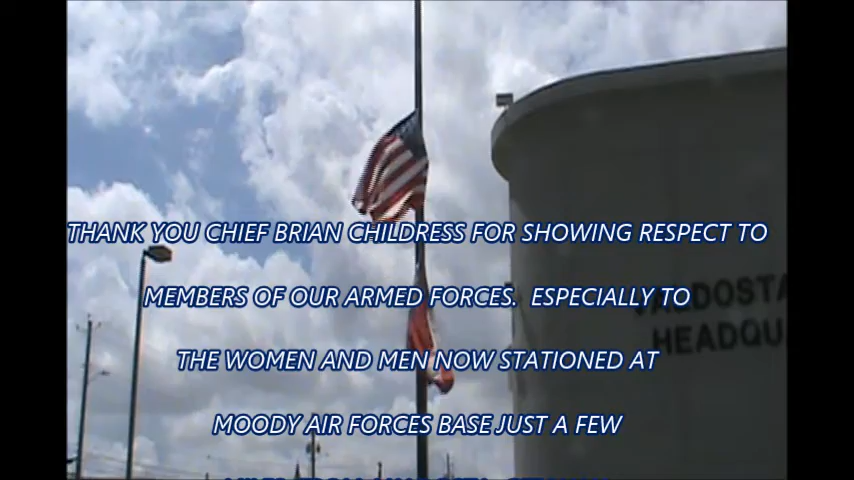 THANK YOU CHIEF BRIAN CHILDRESS FOR SHOWING RESPECT TO
MEMBERS OF OUR ARMED FORCES.  ESPECIALLY TO
THE WOMEN AND MEN NOW STATIONED AT
MOODY AIR FORCES BASE JUST A FEW
VALDOSTA
HEADQU